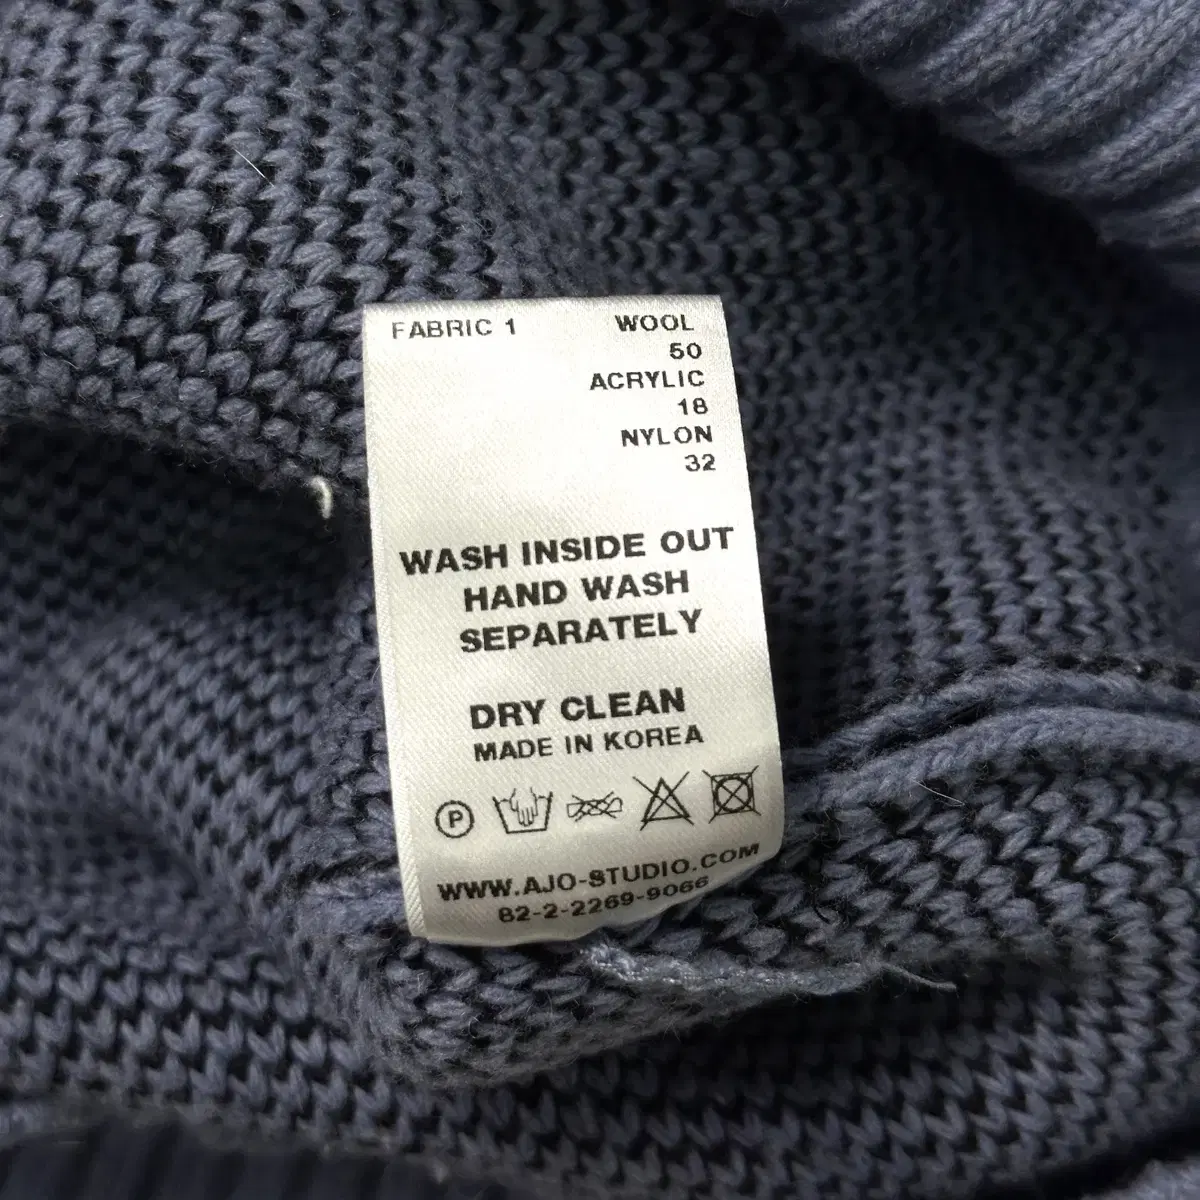 FABRIC 1 WOOL
50
ACRYLIC
18
NYLON
32
WASH INSIDE OUT
HAND WASH
SEPARATELY
DRY CLEAN
MADE IN KOREA
P
WWW.AJO-STUDIO.COM
82-2-2269-9066